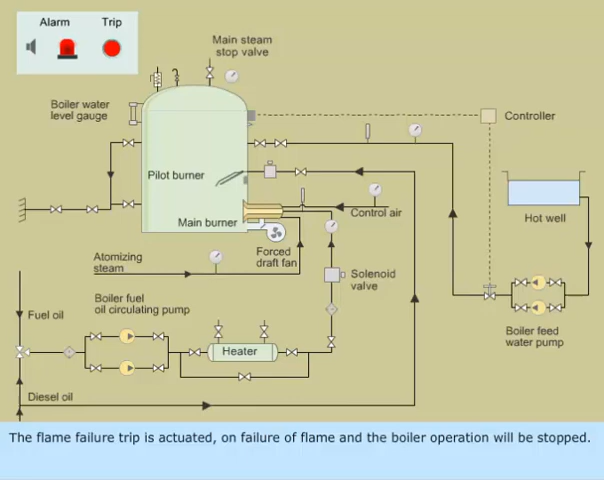 Alarm Trip
Main steam
stop valve
Boiler water
level gauge
Controller
Pilot burner
Hot well
Main burner
Control air
Forced
draft fan
Atomizing
steam
Solenoid
valve
Boiler fuel
oil circulating pump
Fuel oil
Boiler feed
water pump
Heater
Diesel oil
The flame failure trip is actuated, on failure of flame and the boiler operation will be stopped.